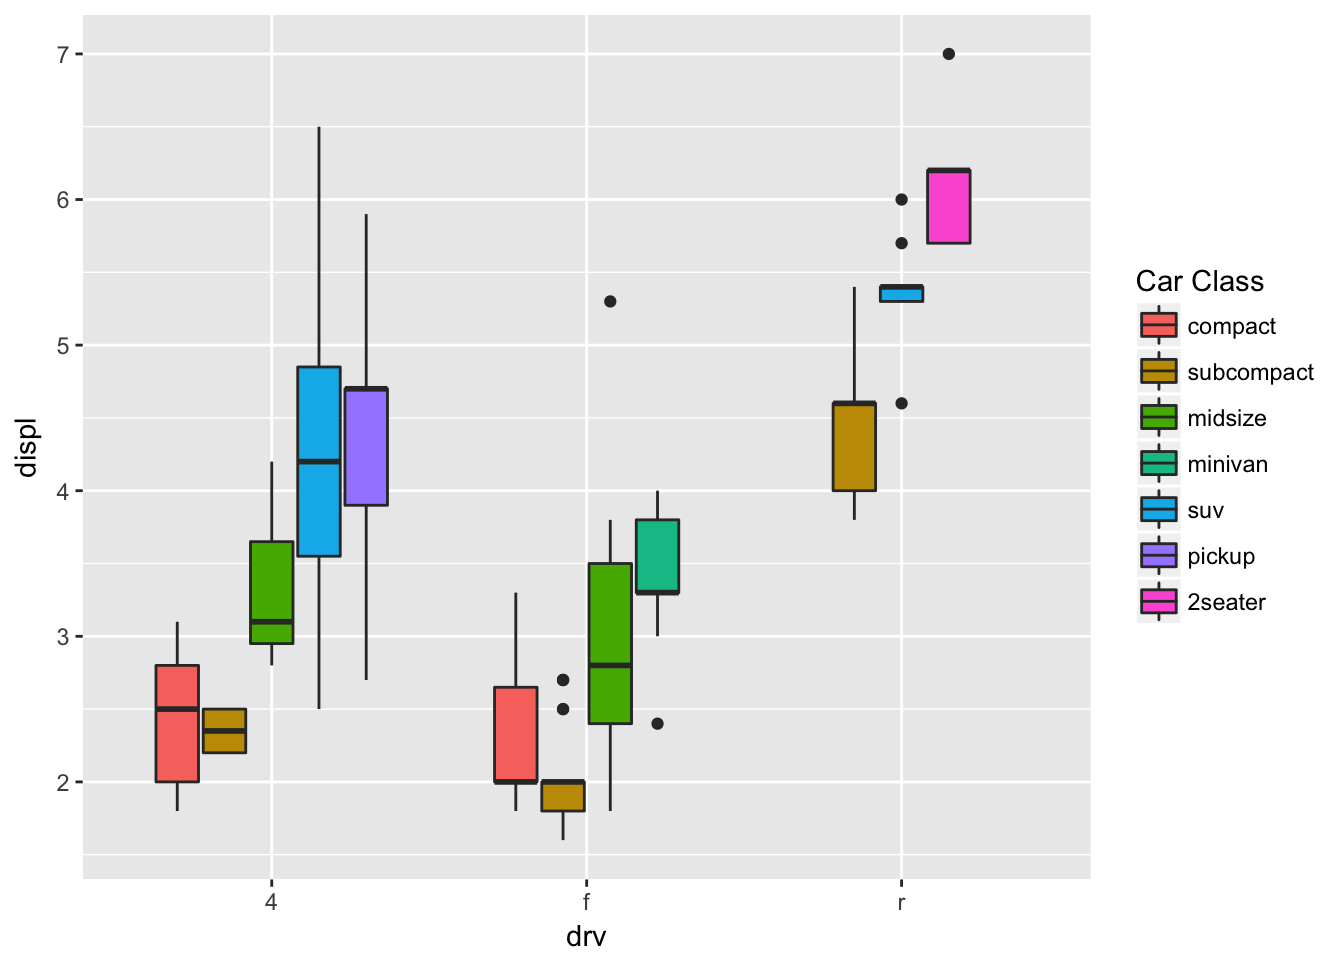 7
6
5
4
3
2
displ
4 f r
drv
Car Class
compact
subcompact
midsize
minivan
suv
pickup
2seater